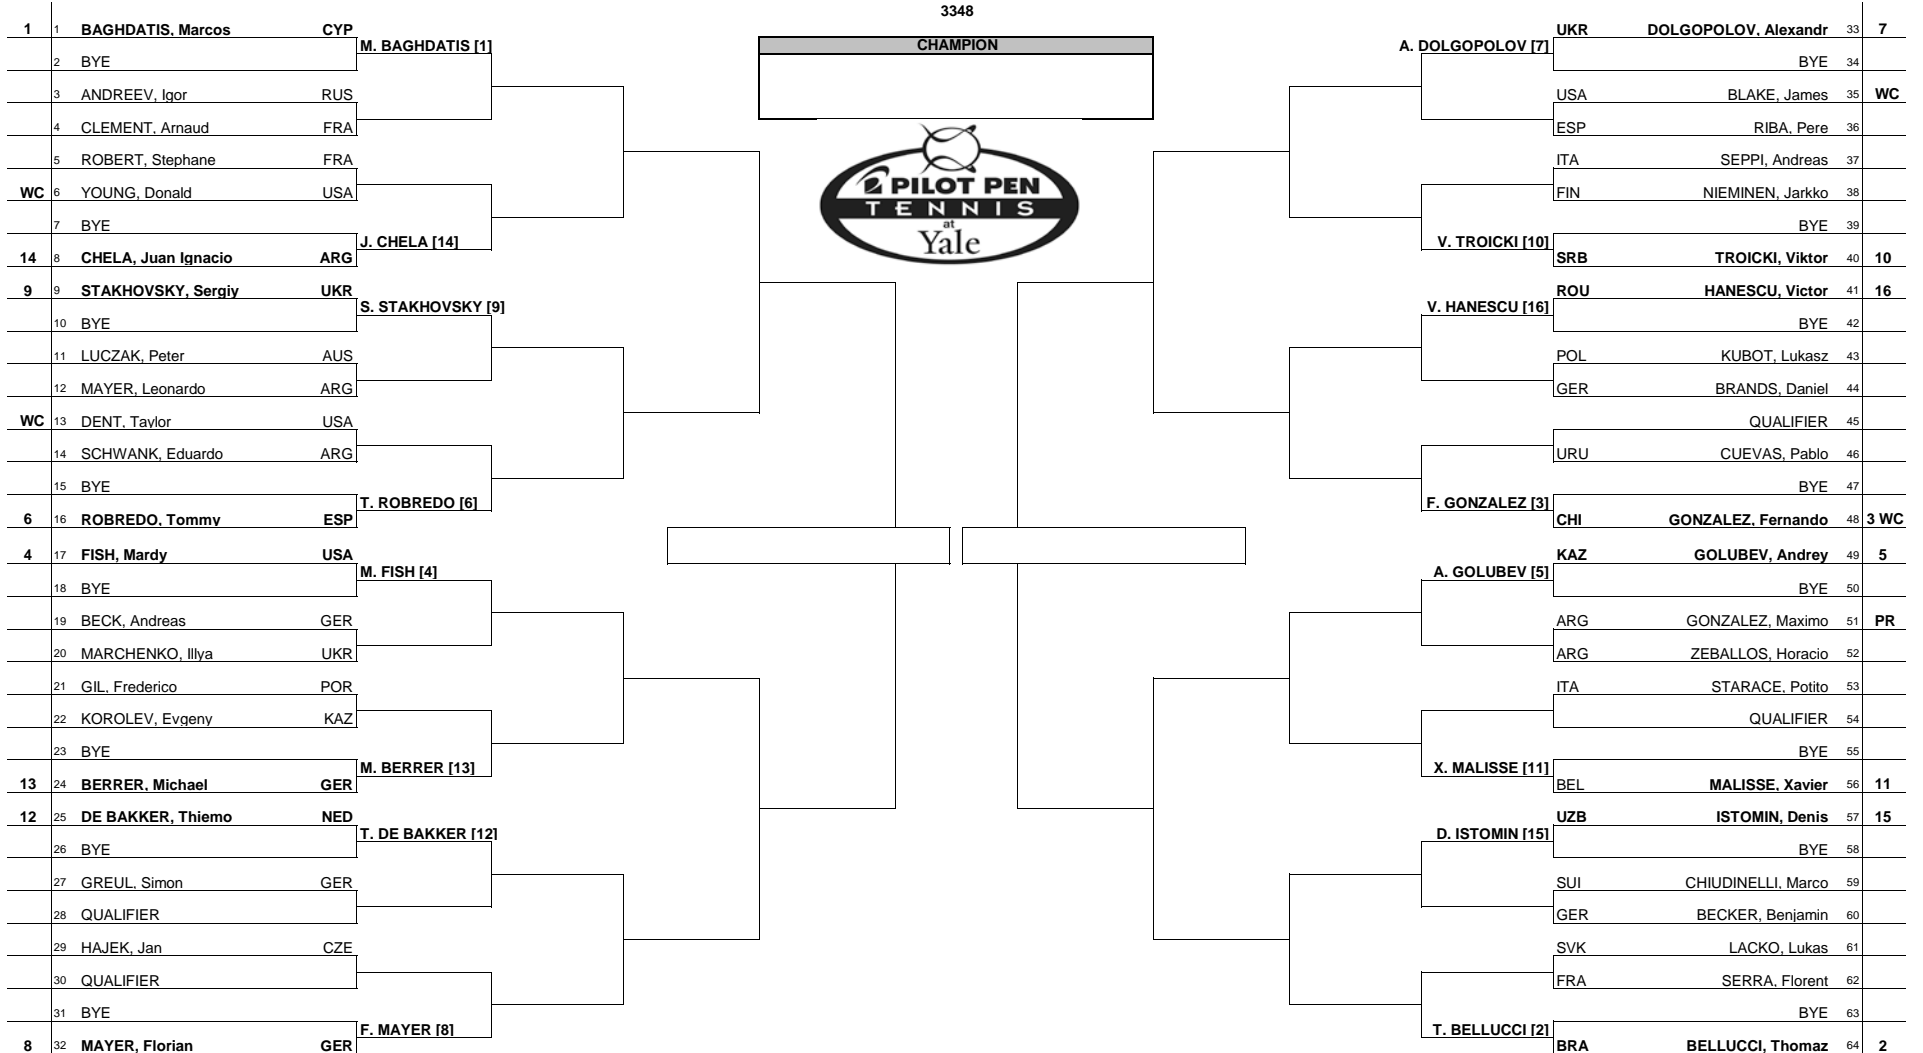 3348
CHAMPION
PILOT PEN
TENNIS
at
Yale
1 1 BAGHDATIS, Marcos CYP
M. BAGHDATIS [1]
2 BYE
3 ANDREEV, Igor RUS
4 CLEMENT, Arnaud FRA
5 ROBERT, Stephane FRA
WC 6 YOUNG, Donald USA
7 BYE
J. CHELA [14]
14 8 CHELA, Juan Ignacio ARG
9 9 STAKHOVSKY, Sergiy UKR
S. STAKHOVSKY [9]
10 BYE
11 LUCZAK, Peter AUS
12 MAYER, Leonardo ARG
WC 13 DENT, Taylor USA
14 SCHWANK, Eduardo ARG
15 BYE
T. ROBREDO [6]
6 16 ROBREDO, Tommy ESP
4 17 FISH, Mardy USA
M. FISH [4]
18 BYE
19 BECK, Andreas GER
20 MARCHENKO, Illya UKR
21 GIL, Frederico POR
22 KOROLEV, Evgeny KAZ
23 BYE
M. BERRER [13]
13 24 BERRER, Michael GER
12 25 DE BAKKER, Thiemo NED
T. DE BAKKER [12]
26 BYE
27 GREUL, Simon GER
28 QUALIFIER
29 HAJEK, Jan CZE
30 QUALIFIER
31 BYE
F. MAYER [8]
8 32 MAYER, Florian GER
UKR DOLGOPOLOV, Alexandr 33 7
A. DOLGOPOLOV [7]
BYE 34
USA BLAKE, James 35 WC
ESP RIBA, Pere 36
ITA SEPPI, Andreas 37
FIN NIEMINEN, Jarkko 38
BYE 39
V. TROICKI [10]
SRB TROICKI, Viktor 40 10
ROU HANESCU, Victor 41 16
V. HANESCU [16]
BYE 42
POL KUBOT, Lukasz 43
GER BRANDS, Daniel 44
QUALIFIER 45
URU CUEVAS, Pablo 46
BYE 47
F. GONZALEZ [3]
CHI GONZALEZ, Fernando 48 3 WC
KAZ GOLUBEV, Andrey 49 5
A. GOLUBEV [5]
BYE 50
ARG GONZALEZ, Maximo 51 PR
ARG ZEBALLOS, Horacio 52
ITA STARACE, Potito 53
QUALIFIER 54
BYE 55
X. MALISSE [11]
BEL MALISSE, Xavier 56 11
UZB ISTOMIN, Denis 57 15
D. ISTOMIN [15]
BYE 58
SUI CHIUDINELLI, Marco 59
GER BECKER, Benjamin 60
SVK LACKO, Lukas 61
FRA SERRA, Florent 62
BYE 63
T. BELLUCCI [2]
BRA BELLUCCI, Thomaz 64 2